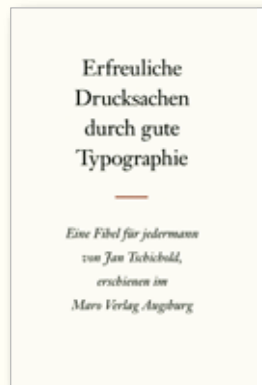 Erfreuliche
Drucksachen
durch gute
Typographie
Eine Fibel für jedermann
von Jan Tschichold,
erschienen im
Maro Verlag Augsburg